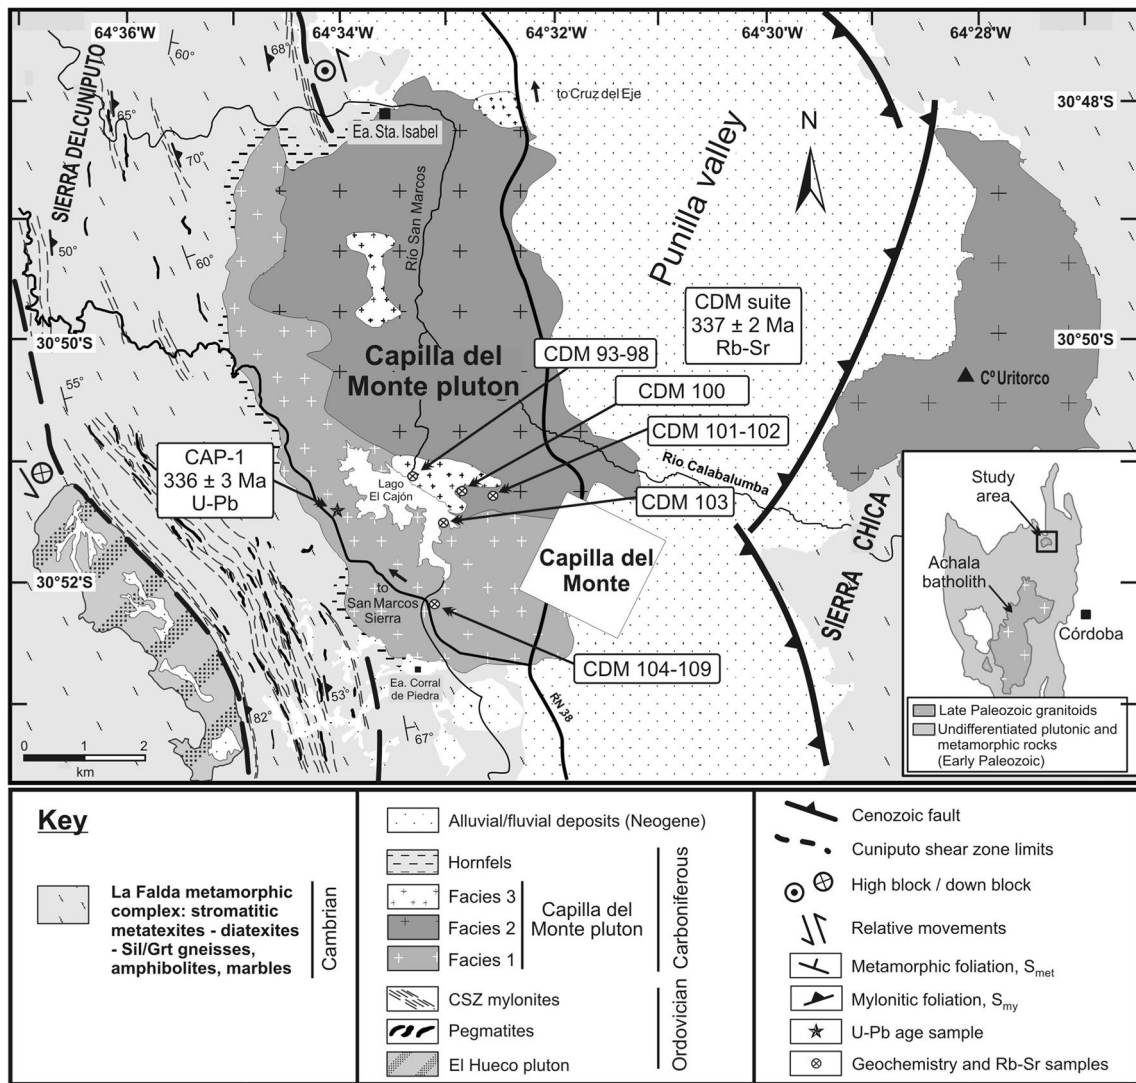 64°36'W
64°34'W
64°32'W
64°30'W
64°28'W
60°
68°
65°
70°
50°
60°
SIERRA DELCUNIPUTO
Ea. Sta. Isabel
to Cruz del Eje
Río San Marcos
Punilla valley
N
30°48'S
30°50'S
30°50'S
CDM suite
337 ± 2 Ma
Rb-Sr
Capilla del
Monte pluton
CDM 93-98
CDM 100
CDM 101-102
CDM 103
C° Uritorco
55°
CAP-1
336 ± 3 Ma
U-Pb
Lago
El Cajón
Río Calabalumba
Capilla del
Monte
SIERRA CHICA
30°52'S
to
San Marcos
Sierra
CDM 104-109
Ea. Corral
de Piedra
RN 38
53°
82°
67°
0 1 2
km
Study
area
Achala
batholith
Córdoba
Late Paleozoic granitoids
Undifferentiated plutonic and
metamorphic rocks
(Early Paleozoic)
Key
La Falda metamorphic
complex: stromatitic
metatexites - diatexites
- Sil/Grt gneisses,
amphibolites, marbles
Cambrian
Alluvial/fluvial deposits (Neogene)
Hornfels
Facies 3
Facies 2
Facies 1
Capilla del
Monte pluton
Carboniferous
CSZ mylonites
Pegmatites
El Hueco pluton
Ordovician
Cenozoic fault
Cuniputo shear zone limits
High block / down block
Relative movements
Metamorphic foliation, Smet
Mylonitic foliation, Smy
U-Pb age sample
Geochemistry and Rb-Sr samples